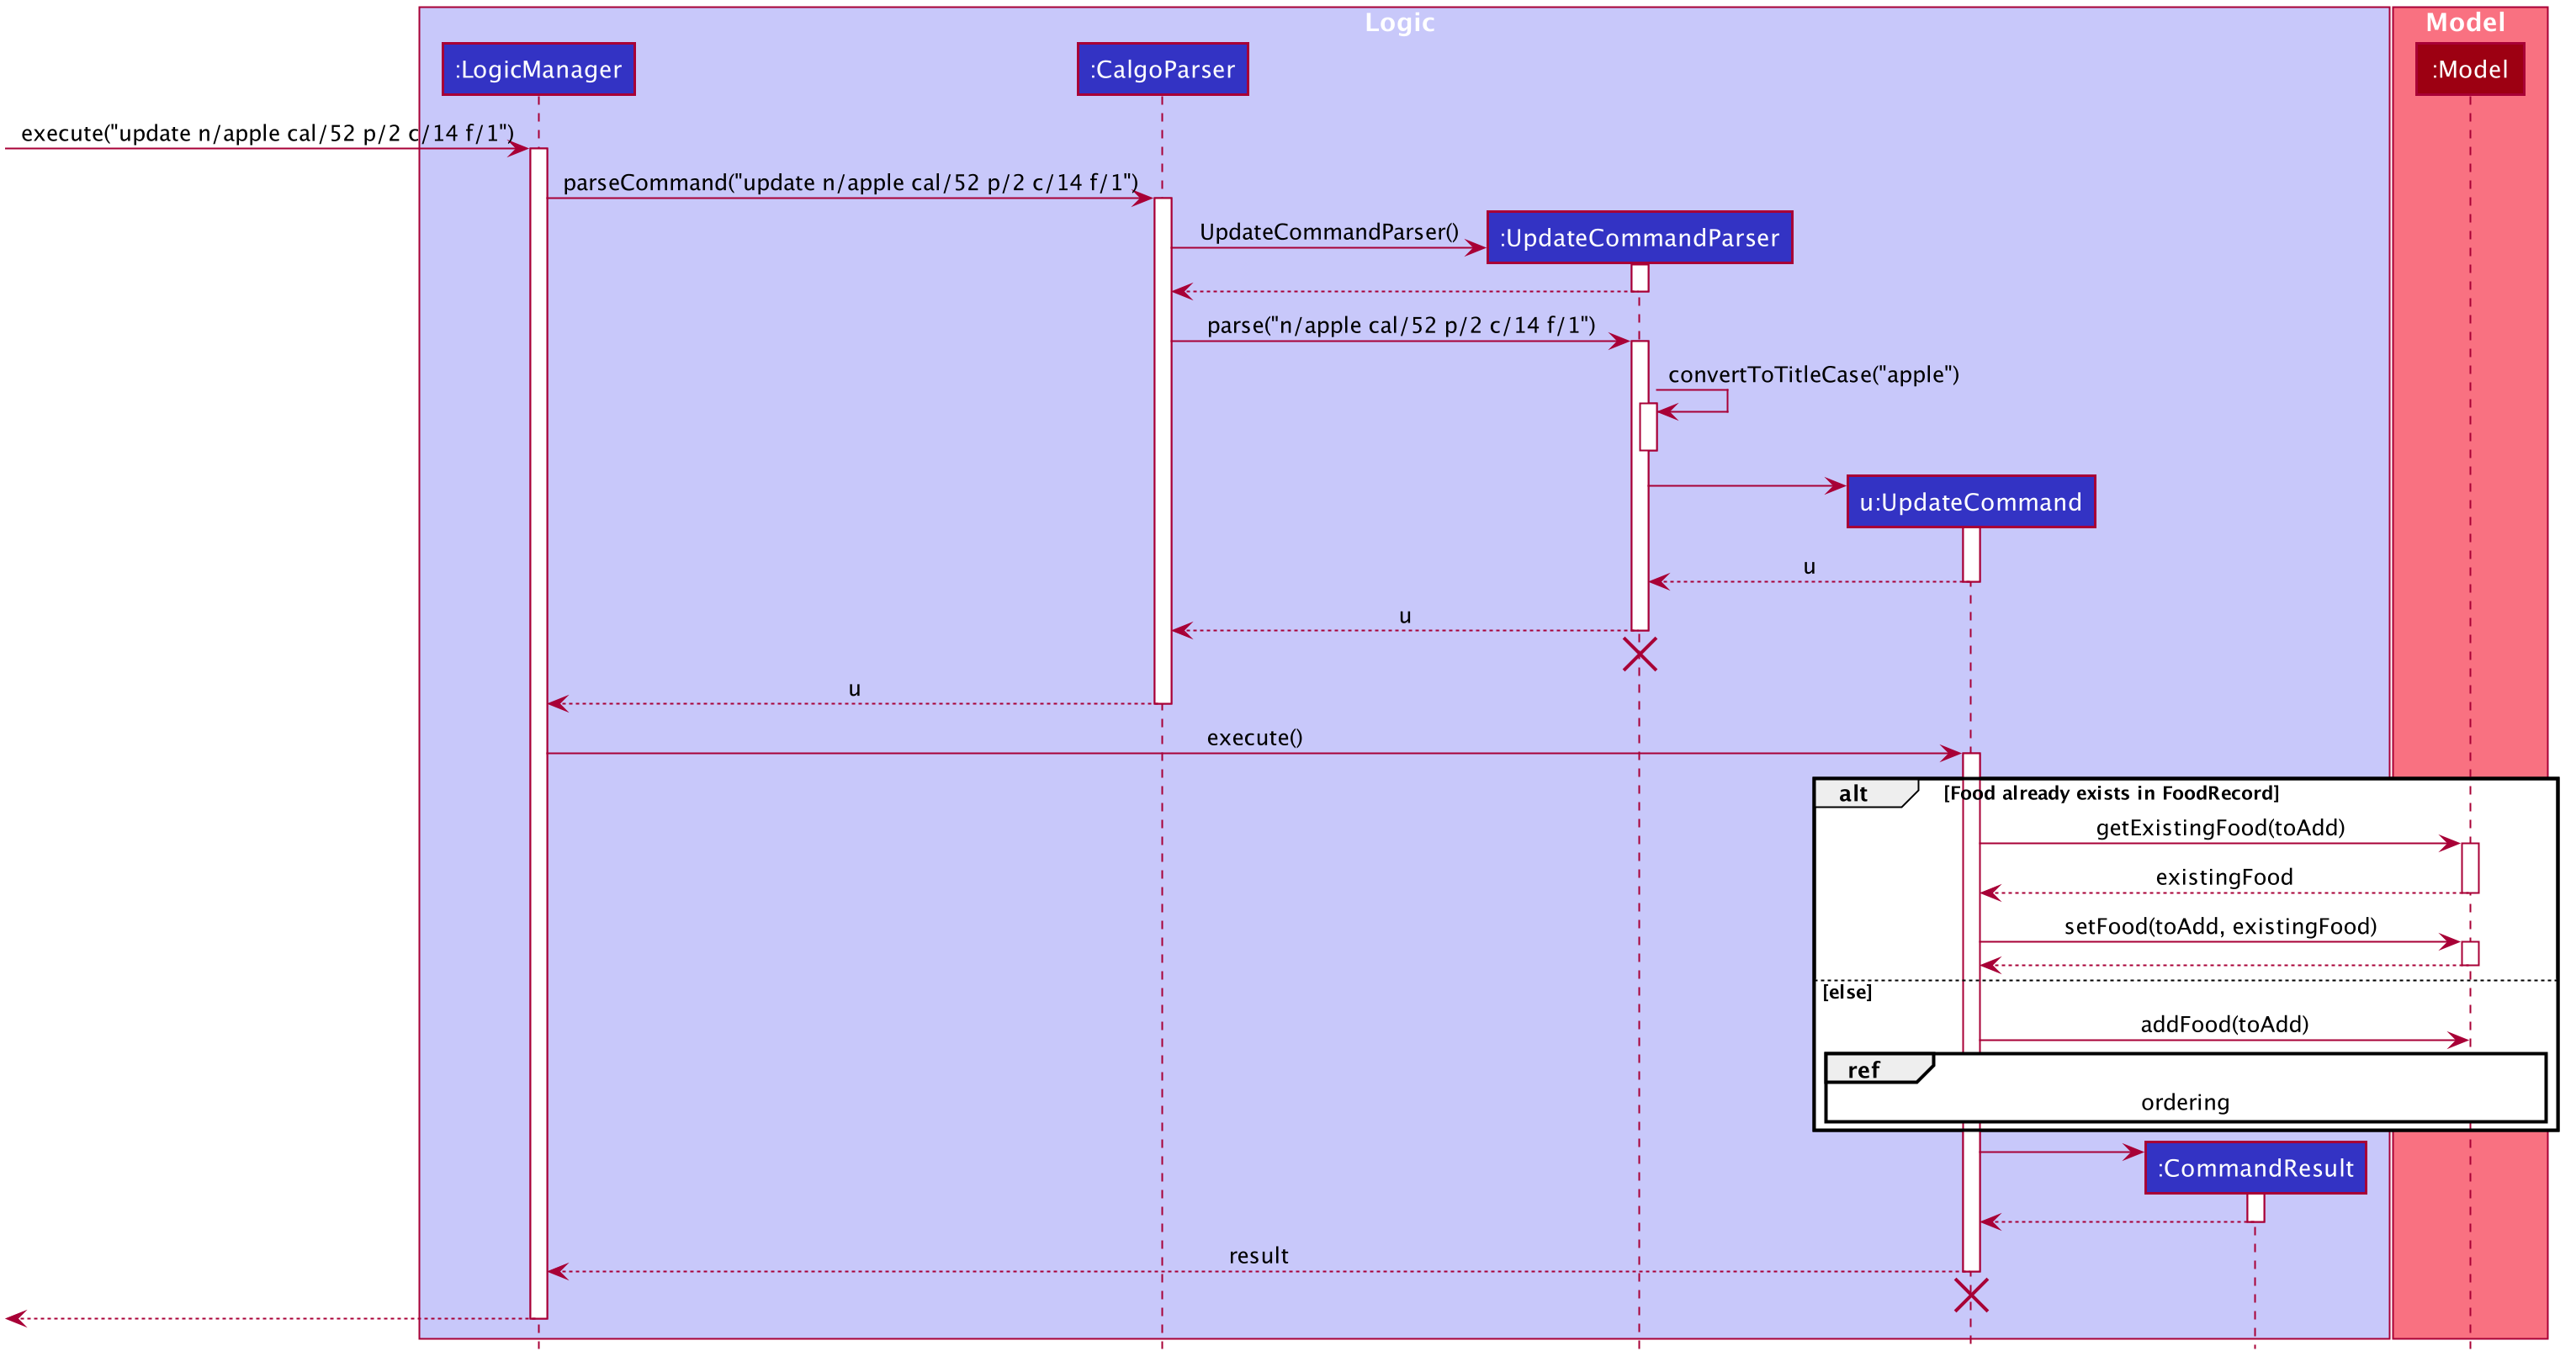 Logic
Model
:LogicManager
:CalgoParser
:Model
execute("update n/apple cal/52 p/2 c/14 f/1")
parseCommand("update n/apple cal/52 p/2 c/14 f/1")
UpdateCommandParser()
:UpdateCommandParser
parse("n/apple cal/52 p/2 c/14 f/1")
convertToTitleCase("apple")
u:UpdateCommand
u
u
u
execute()
alt
[Food already exists in FoodRecord]
getExistingFood(toAdd)
existingFood
setFood(toAdd, existingFood)
[else]
addFood(toAdd)
ref
ordering
:CommandResult
result